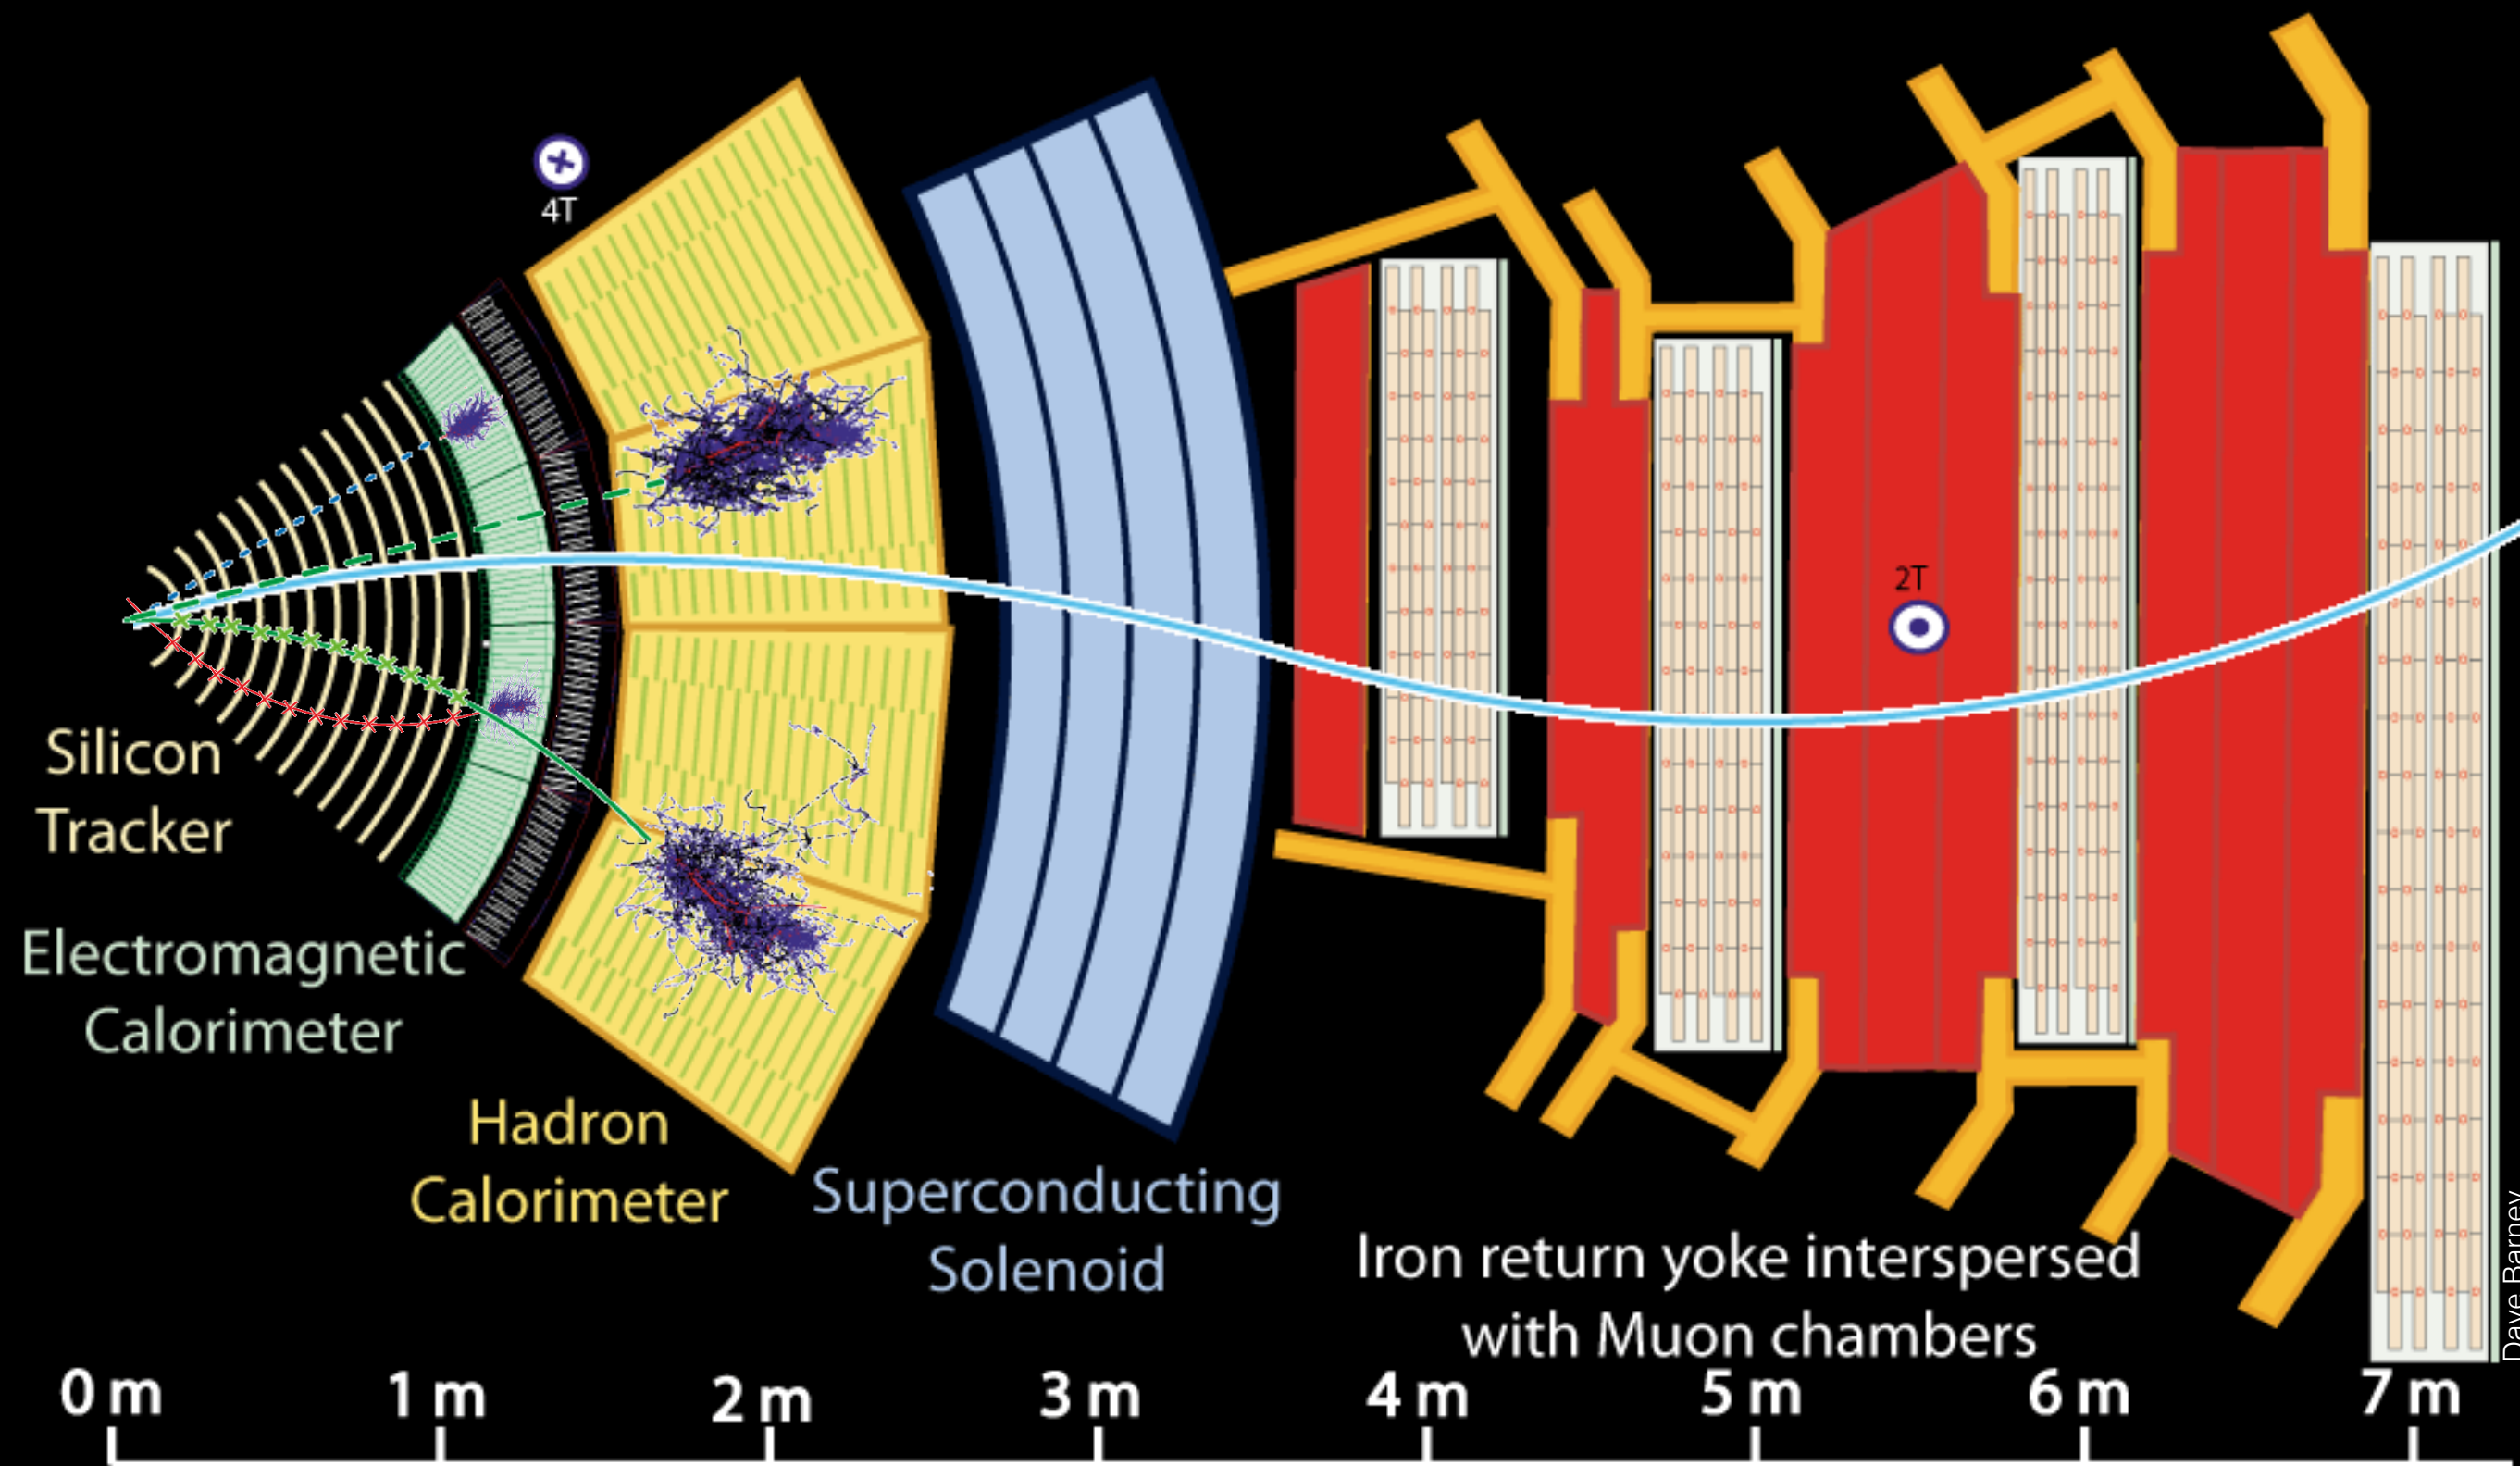 4T
2T
Silicon
Tracker
Electromagnetic
Calorimeter
Hadron
Calorimeter
Superconducting
Solenoid
Iron return yoke interspersed
with Muon chambers
Dave Barney
0 m 1 m 2 m 3 m 4 m 5 m 6 m 7 m